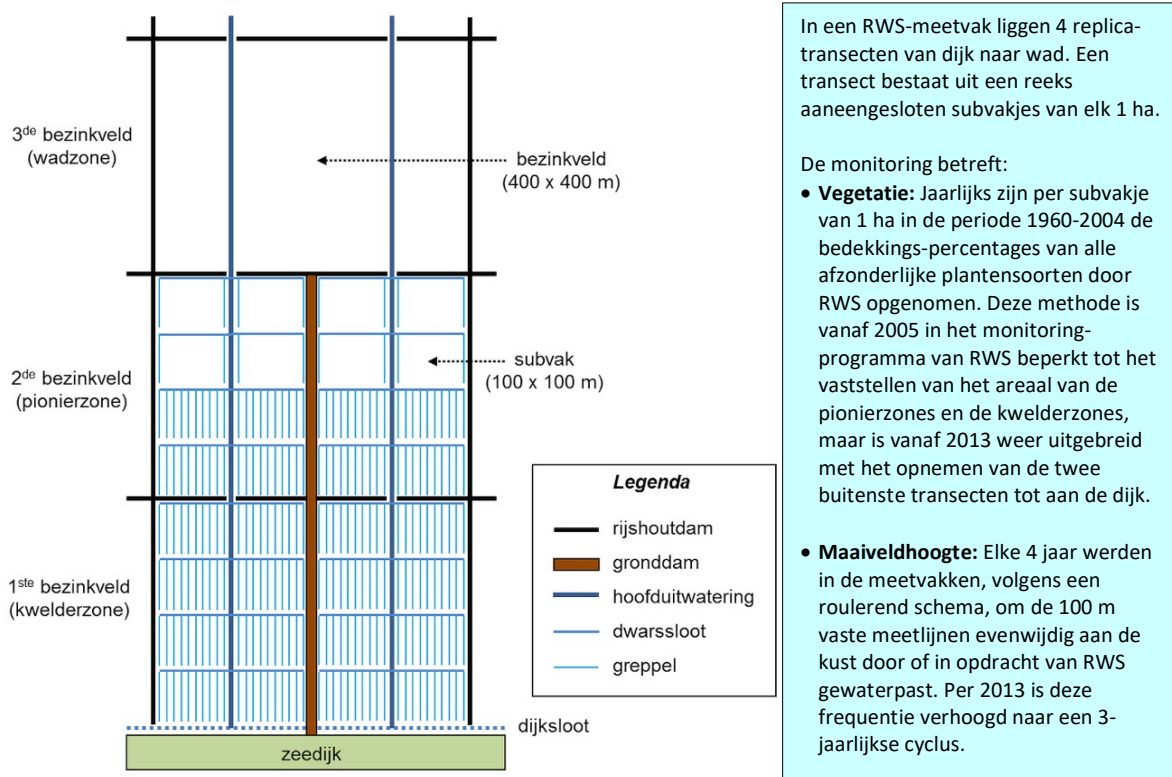 3de bezinkveld
(wadzone)
bezinkveld
(400 x 400 m)
2de bezinkveld
(pionierzone)
subvak
(100 x 100 m)
1ste bezinkveld
(kwelderzone)
Legenda
rijshoutdam
gronddam
hoofduitwatering
dwarssloot
greppel
dijksloot
zeedijk
In een RWS-meetvak liggen 4 replica-
transecten van dijk naar wad. Een
transect bestaat uit een reeks
aaneengesloten subvakjes van elk 1 ha.
De monitoring betreft:
• Vegetatie: Jaarlijks zijn per subvakje
van 1 ha in de periode 1960-2004 de
bedekkings-percentages van alle
afzonderlijke plantensoorten door
RWS opgenomen. Deze methode is
vanaf 2005 in het monitoring-
programma van RWS beperkt tot het
vaststellen van het areaal van de
pionierzones en de kwelderzones,
maar is vanaf 2013 weer uitgebreid
met het opnemen van de twee
buitenste transecten tot aan de dijk.
• Maaiveldhoogte: Elke 4 jaar werden
in de meetvakken, volgens een
roulerend schema, om de 100 m
vaste meetlijnen evenwijdig aan de
kust door of in opdracht van RWS
gewaterpast. Per 2013 is deze
frequentie verhoogd naar een 3-
jaarlijkse cyclus.